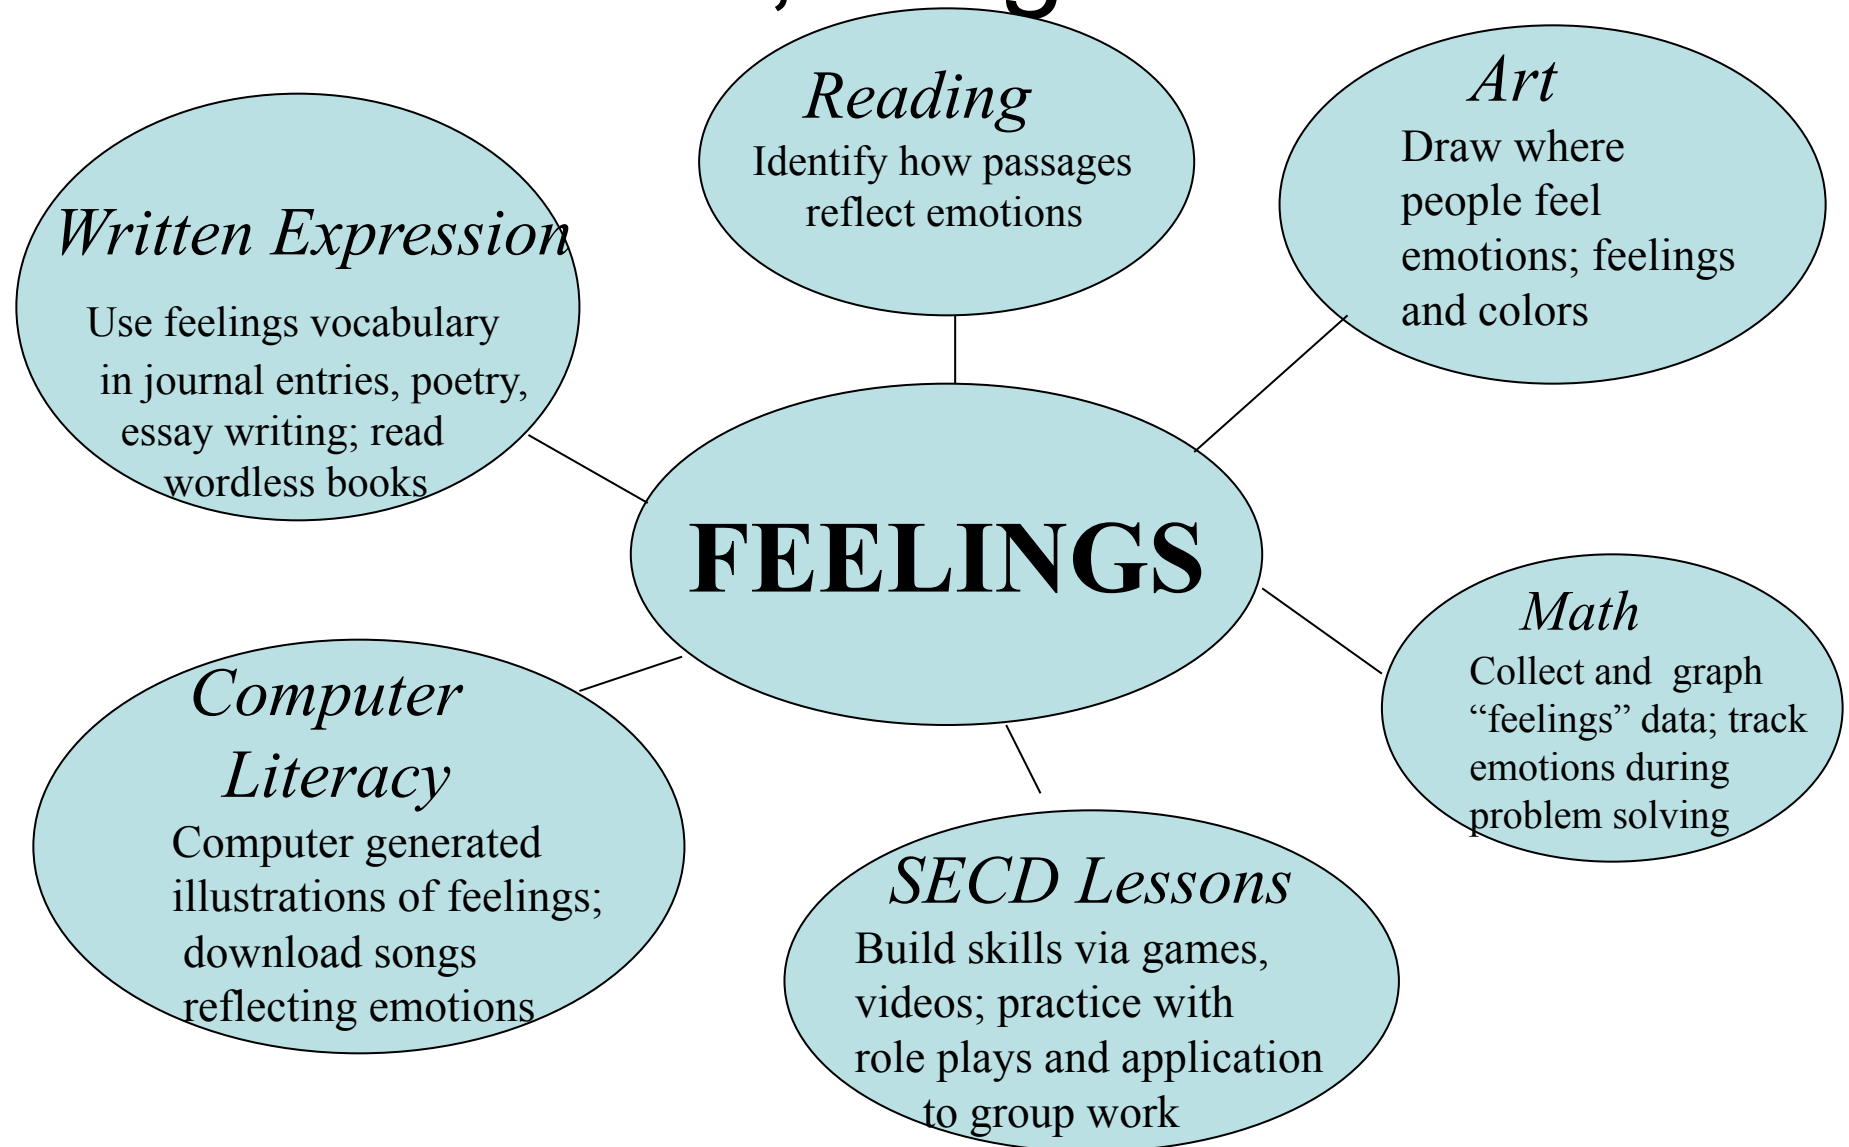 Reading
Identify how passages
reflect emotions
Art
Draw where
people feel
emotions; feelings
and colors
Written Expression
Use feelings vocabulary
in journal entries, poetry,
essay writing; read
wordless books
FEELINGS
Math
Collect and graph
“feelings” data; track
emotions during
problem solving
Computer
Literacy
Computer generated
illustrations of feelings;
download songs
reflecting emotions
SECD Lessons
Build skills via games,
videos; practice with
role plays and application
to group work